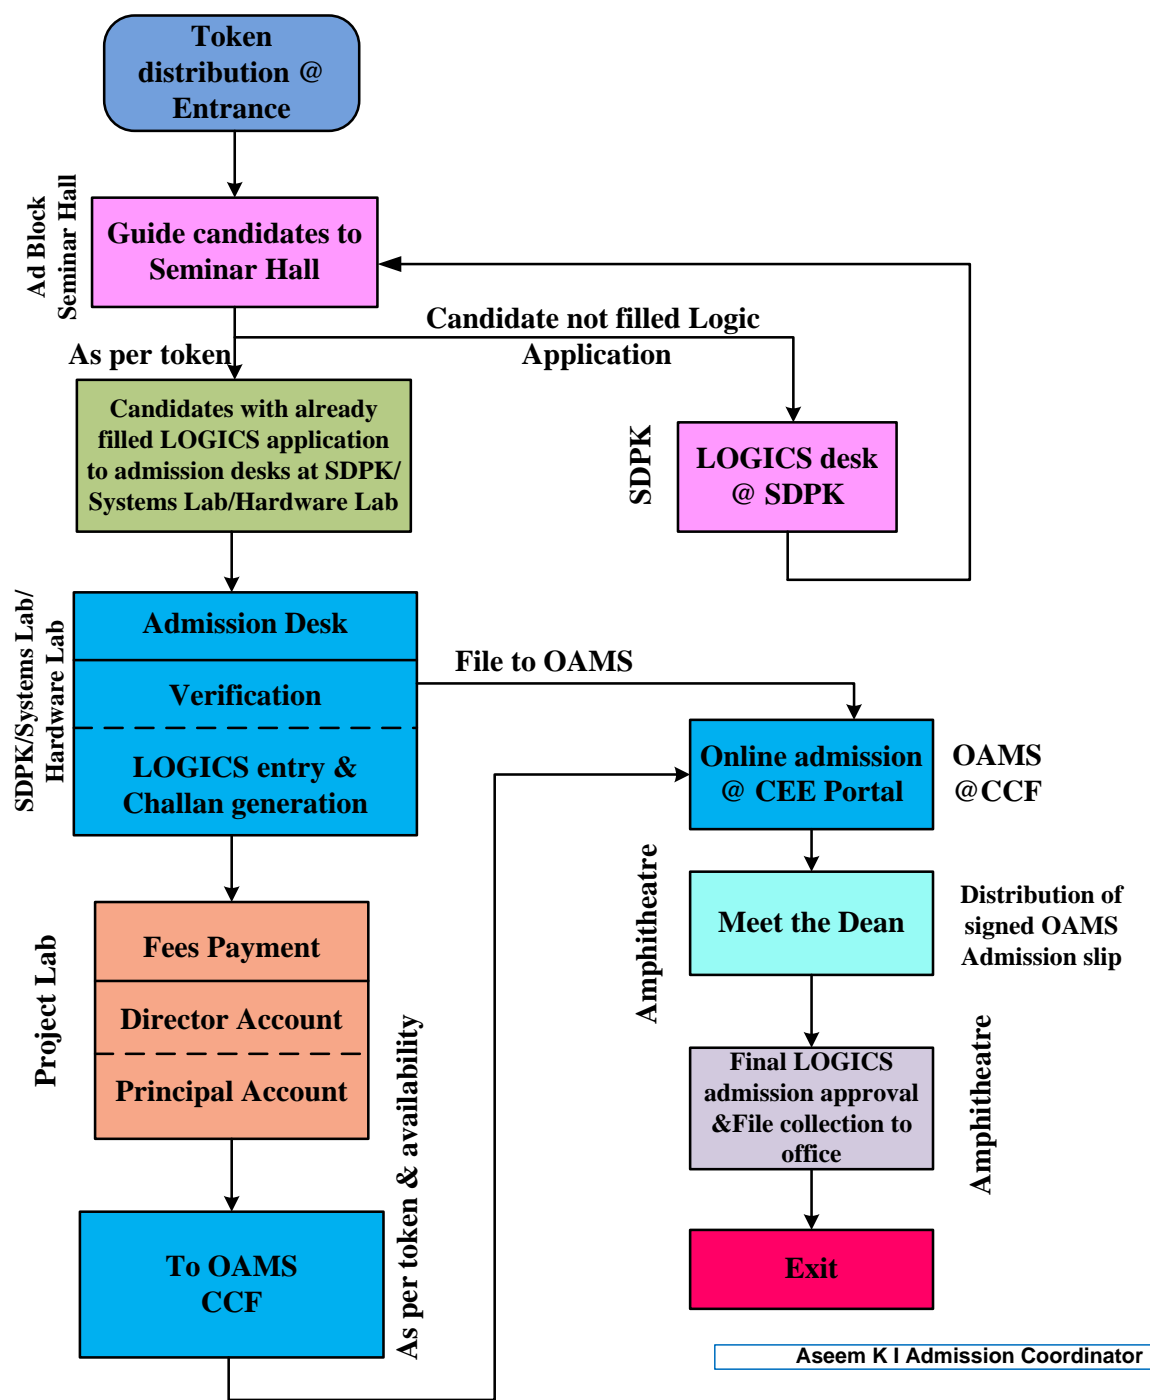 Token
distribution @
Entrance
Ad Block
Seminar Hall
Guide candidates to
Seminar Hall
Candidate not filled Logic
Application
As per token
Candidates with already
filled LOGICS application
to admission desks at SDPK/
Systems Lab/Hardware Lab
SDPK
LOGICS desk
@ SDPK
SDPK/Systems Lab/
Hardware Lab
Admission Desk
Verification
LOGICS entry &
Challan generation
File to OAMS
Online admission
@ CEE Portal
OAMS
@CCF
Amphitheatre
Meet the Dean
Distribution of
signed OAMS
Admission slip
Project Lab
Fees Payment
Director Account
Principal Account
As per token & availability
Final LOGICS
admission approval
&File collection to
office
Amphitheatre
To OAMS
CCF
Exit
Aseem K I Admission Coordinator